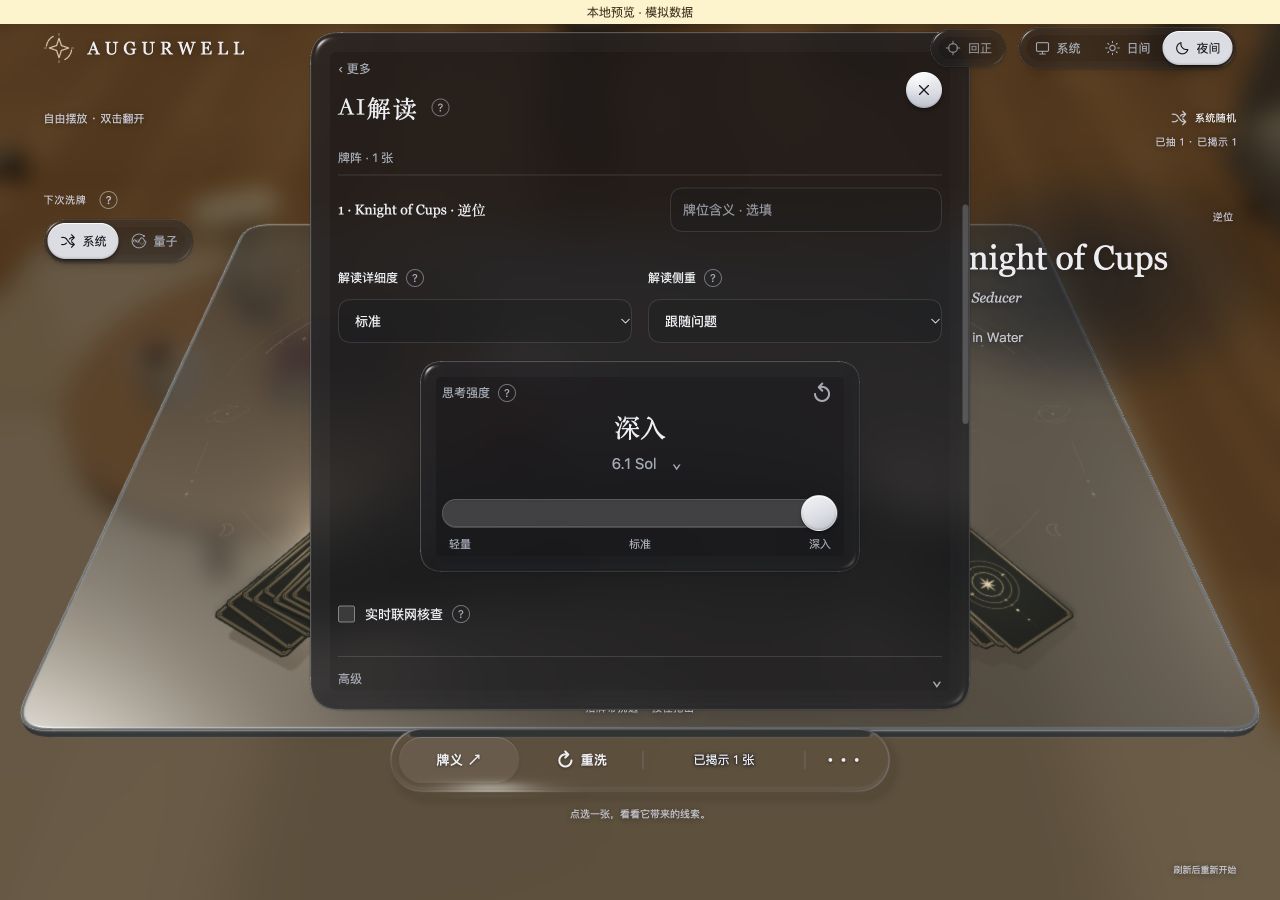 本地预览 · 模拟数据
AUGURWELL
回正
系统
日间
夜间
‹ 更多
AI解读 ?
自由摆放 · 双击翻开
系统随机
已抽 1 · 已揭示 1
牌阵 · 1 张
下次洗牌 ?
系统
量子
1 · Knight of Cups · 逆位
牌位含义 · 选填
逆位
night of Cups
Seducer
in Water
解读详细度 ?
解读侧重 ?
标准
跟随问题
思考强度 ?
深入
6.1 Sol
轻量
标准
深入
实时联网核查 ?
高级
牌义 ↗
重洗
已揭示 1 张
• • •
点选一张，看看它带来的线索。
刷新后重新开始